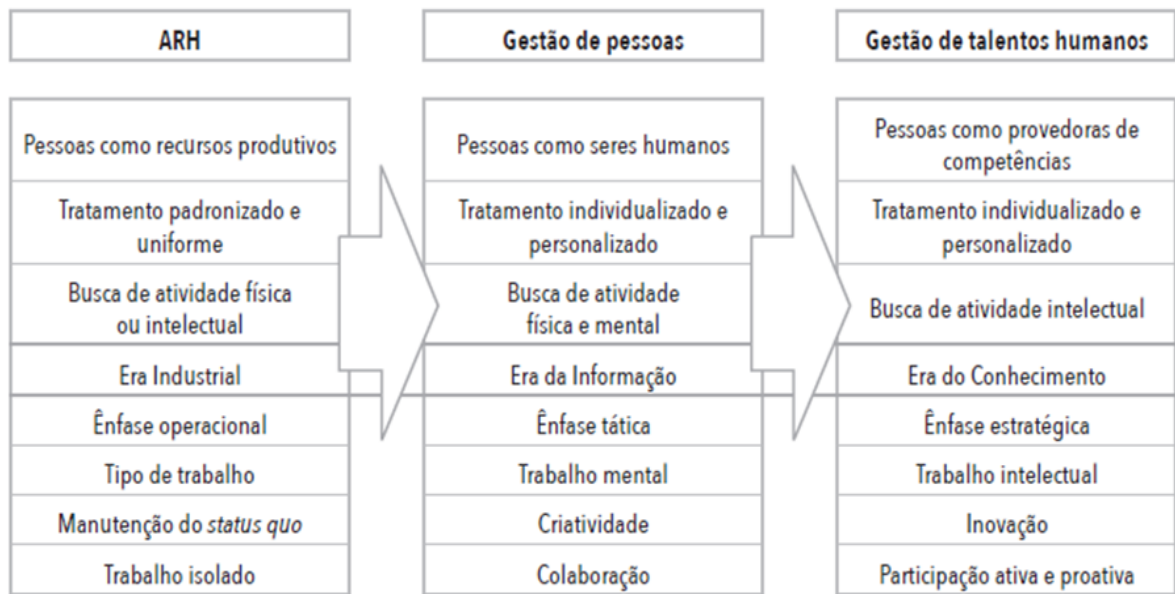 ARH
Pessoas como recursos produtivos
Tratamento padronizado e
uniforme
Busca de atividade física
ou intelectual
Era Industrial
Ênfase operacional
Tipo de trabalho
Manutenção do status quo
Trabalho isolado
Gestão de pessoas
Pessoas como seres humanos
Tratamento individualizado e
personalizado
Busca de atividade
física e mental
Era da Informação
Ênfase tática
Trabalho mental
Criatividade
Colaboração
Gestão de talentos humanos
Pessoas como provedoras de
competências
Tratamento individualizado e
personalizado
Busca de atividade intelectual
Era do Conhecimento
Ênfase estratégica
Trabalho intelectual
Inovação
Participação ativa e proativa